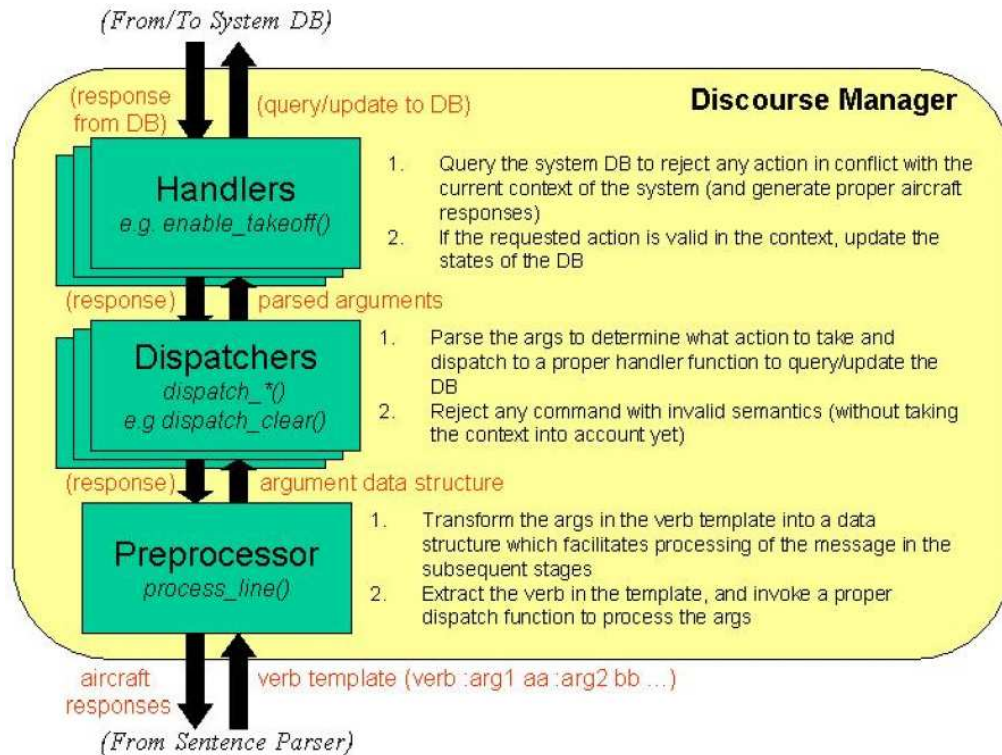 (From/To System DB)
(response
from DB)
(query/update to DB)
Discourse Manager
Handlers
e.g. enable_takeoff()
1. Query the system DB to reject any action in conflict with the
current context of the system (and generate proper aircraft
responses)
2. If the requested action is valid in the context, update the
states of the DB
(response)
parsed arguments
Dispatchers
dispatch_*()
e.g dispatch_clear()
1. Parse the args to determine what action to take and
dispatch to a proper handler function to query/update the
DB
2. Reject any command with invalid semantics (without taking
the context into account yet)
(response)
argument data structure
Preprocessor
process_line()
1. Transform the args in the verb template into a data
structure which facilitates processing of the message in the
subsequent stages
2. Extract the verb in the template, and invoke a proper
dispatch function to process the args
aircraft
responses
verb template (verb :arg1 aa :arg2 bb ...)
(From Sentence Parser)